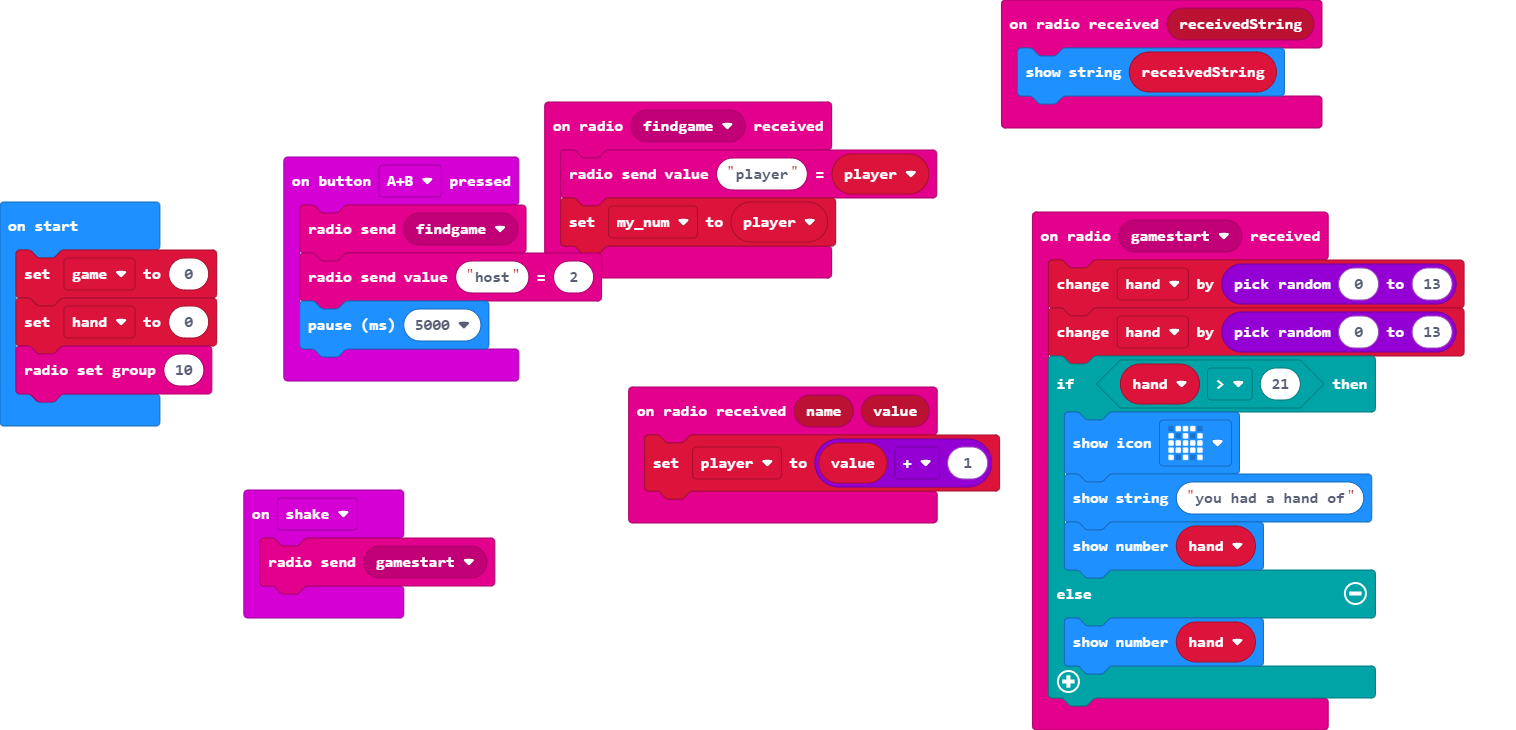 on start
set game to 0
set hand to 0
radio set group 10
on button A+B pressed
radio send findgame
radio send value "host" = 2
pause (ms) 5000
on shake
radio send gamestart
on radio findgame received
radio send value "player" = player
set my_num to player
on radio received name value
set player to value + 1
on radio received receivedString
show string receivedString
on radio gamestart received
change hand by pick random 0 to 13
change hand by pick random 0 to 13
if hand > 21 then
show icon
show string "you had a hand of"
show number hand
else
show number hand